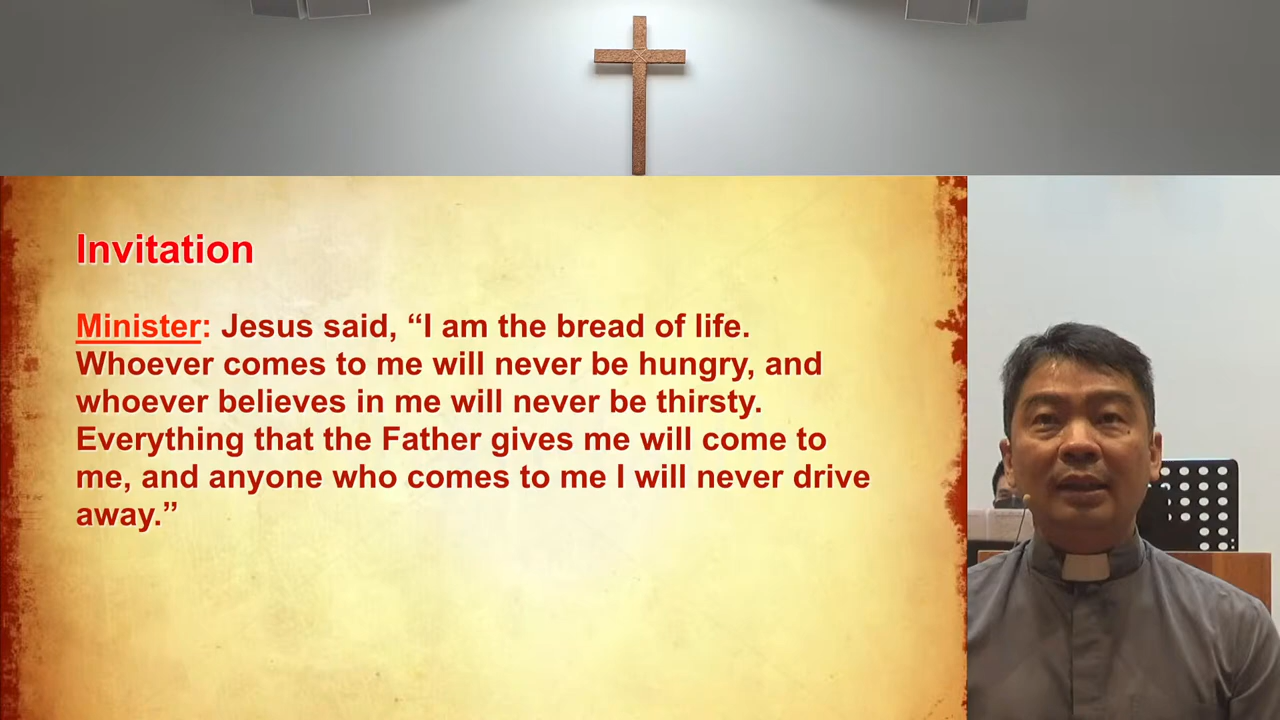 Invitation
Minister: Jesus said, “I am the bread of life.
Whoever comes to me will never be hungry, and
whoever believes in me will never be thirsty.
Everything that the Father gives me will come to
me, and anyone who comes to me I will never drive
away.”